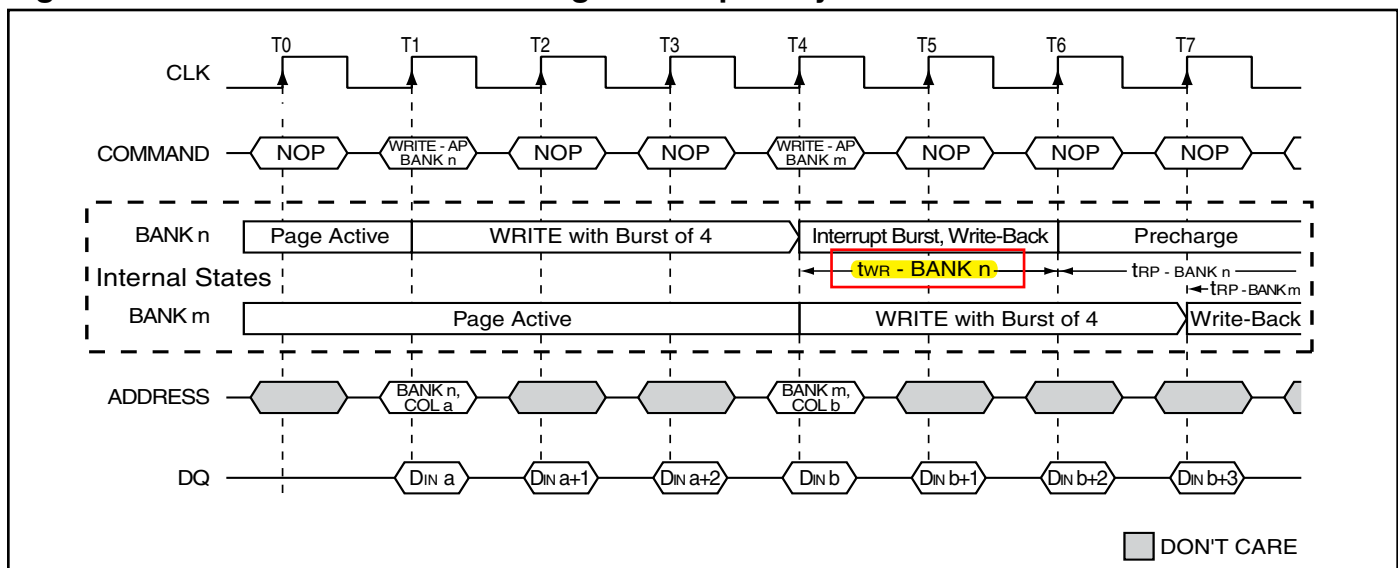 T0 T1 T2 T3 T4 T5 T6 T7
CLK
COMMAND NOP WRITE - AP BANK n NOP NOP WRITE - AP BANK m NOP NOP NOP
BANK n Page Active WRITE with Burst of 4 Interrupt Burst, Write-Back Precharge
tWR - BANK n tRP - BANK n
Internal States
tRP - BANK m
BANK m Page Active WRITE with Burst of 4 Write-Back
ADDRESS BANK n, COL a BANK m, COL b
DQ DIN a DIN a+1 DIN a+2 DIN b DIN b+1 DIN b+2 DIN b+3
DON'T CARE